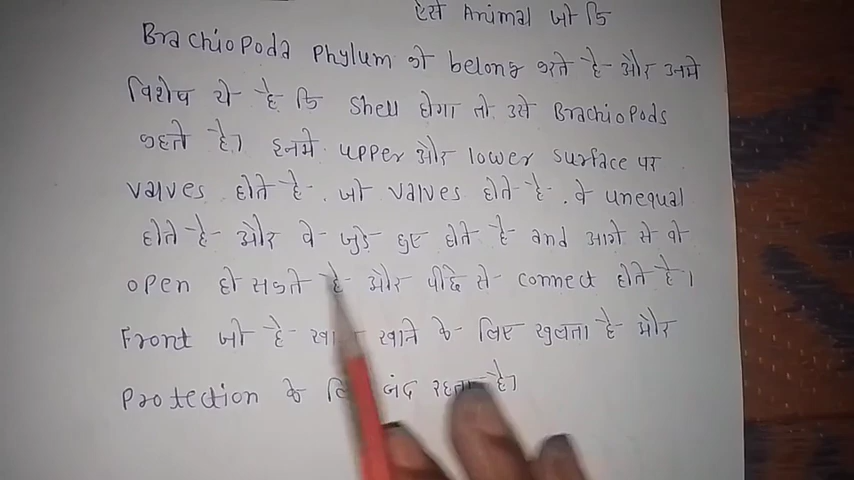 ऐसे Animal जो कि
Brachiopoda Phylum को belong करते है और उनमे
विशेष ये है कि shell होगा तो उसे Brachiopods
कहते है। इनमे upper और lower surface पर
valves होते है. जो valves होते है. वे unequal
होते है और वे जुड़े हुए होते है and आगे से वो
open हो सकते है और पीछे से connect होते है।
Front जो है खाने के लिए खुलता है और
Protection के बंद रहता है।